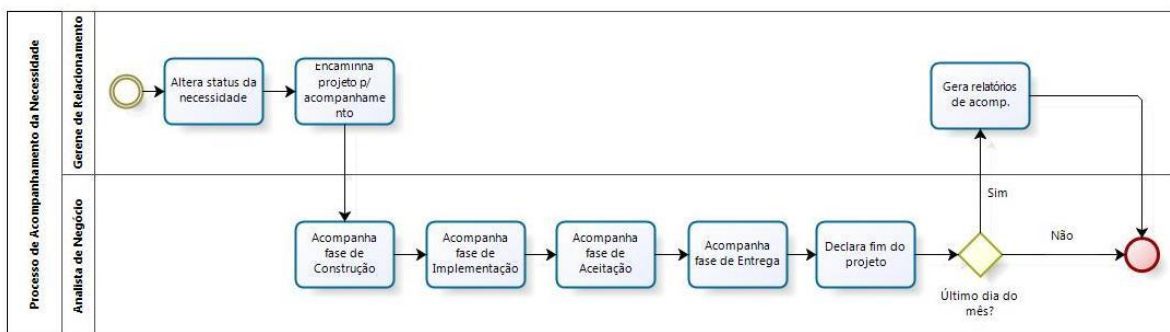 Processo de Acompanhamento da Necessidade
Gerene de Relacionamento
Altera status da
necessidade
Encaminha
projeto p/
acompanhame
nto
Gera relatórios
de acomp.
Analista de Negócio
Acompanha
fase de
Construção
Acompanha
fase de
Implementação
Acompanha
fase de
Aceitação
Acompanha
fase de Entrega
Declara fim do
projeto
Sim
Não
Último dia do
mês?